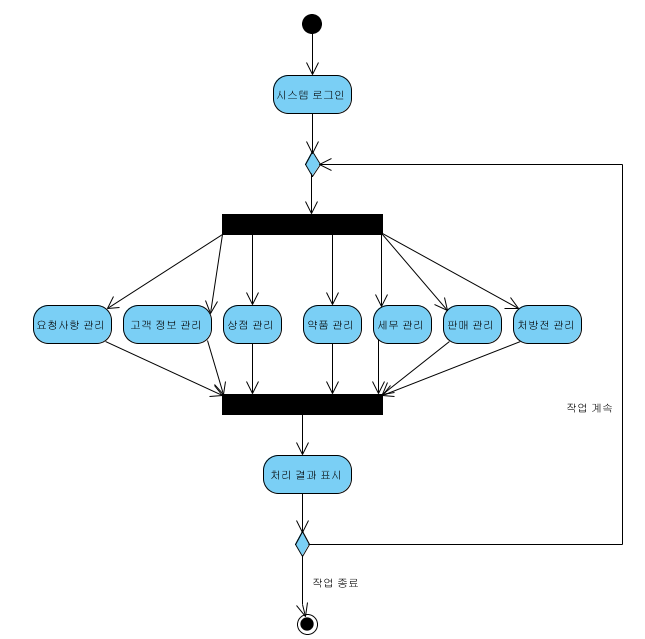 시스템 로그인
요청사항 관리
고객 정보 관리
상점 관리
약품 관리
세무 관리
판매 관리
처방전 관리
작업 계속
처리 결과 표시
작업 종료